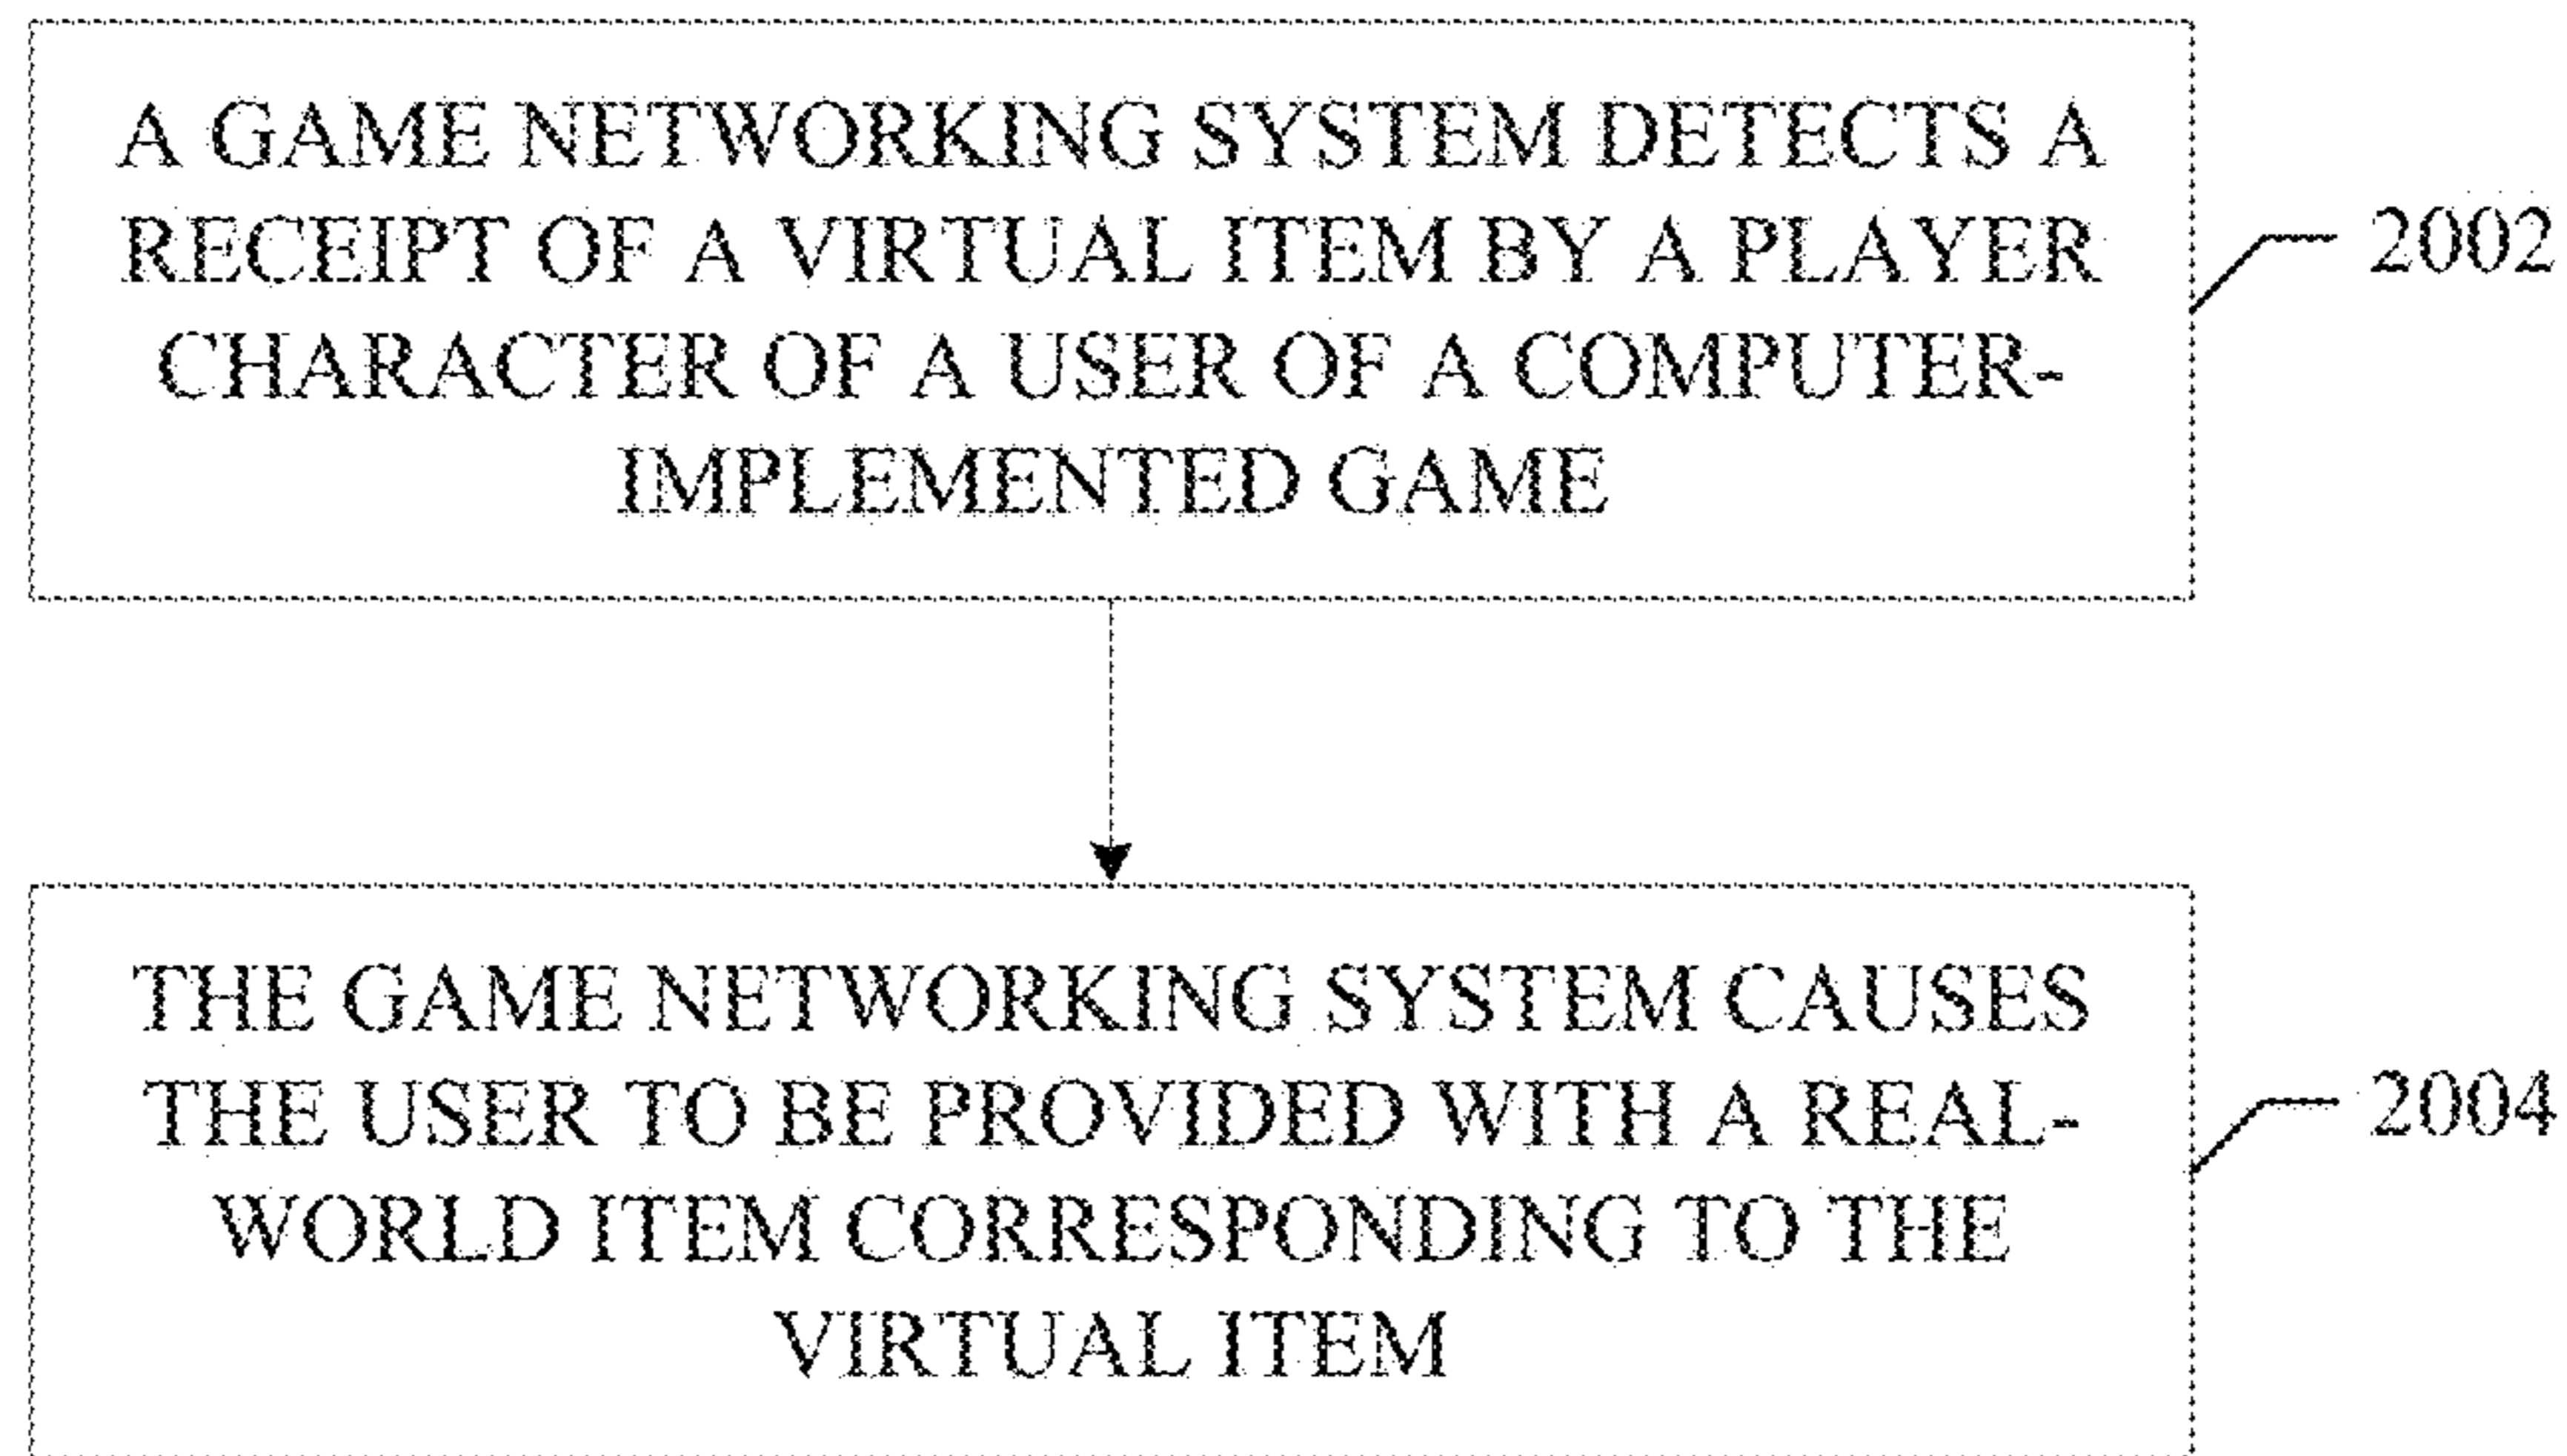 A GAME NETWORKING SYSTEM DETECTS A
RECEIPT OF A VIRTUAL ITEM BY A PLAYER
CHARACTER OF A USER OF A COMPUTER-
IMPLEMENTED GAME
2002
THE GAME NETWORKING SYSTEM CAUSES
THE USER TO BE PROVIDED WITH A REAL-
WORLD ITEM CORRESPONDING TO THE
VIRTUAL ITEM
2004